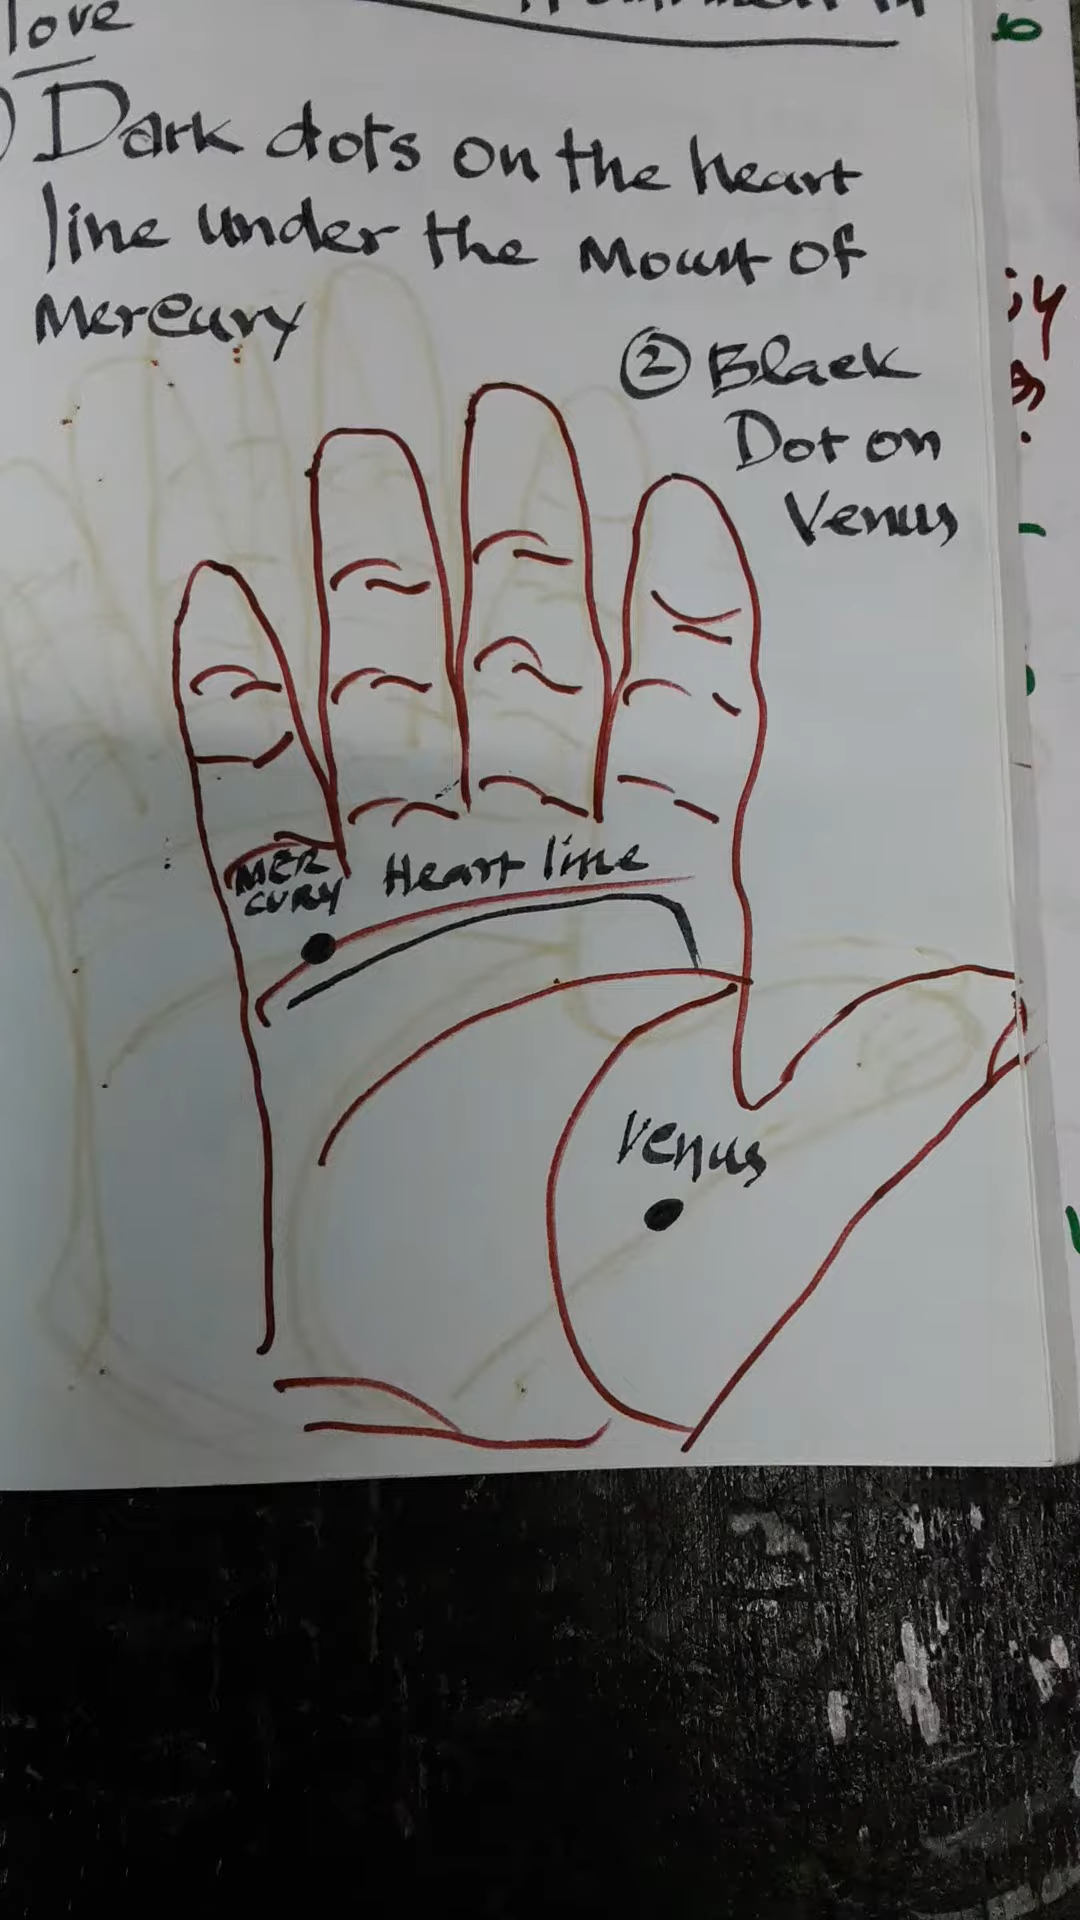 love
Dark dots on the heart
line under the Mount of
Mercury
② Black
Dot on
Venus
MER
CURY
Heart line
Venus